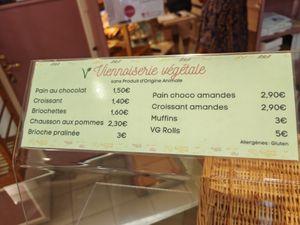 Viennoiserie végétale
sans Produit d'Origine Animale
Pain au chocolat 1,50€
Croissant 1,40€
Briochettes 1,60€
Chausson aux pommes 2,30€
Brioche pralinée 3€
Pain choco amandes 2,90€
Croissant amandes 2,90€
Muffins 3€
VG Rolls 5€
Allergènes : Gluten